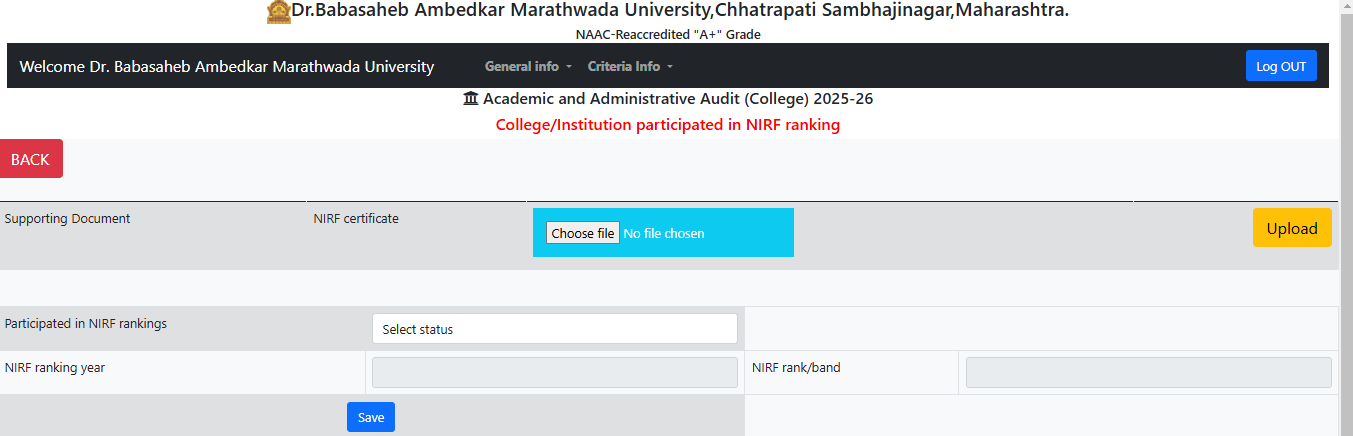 Dr.Babasaheb Ambedkar Marathwada University,Chhatrapati Sambhajinagar,Maharashtra.
NAAC-Reaccredited "A+" Grade
Welcome Dr. Babasaheb Ambedkar Marathwada University General info Criteria Info Log OUT
Academic and Administrative Audit (College) 2025-26
College/Institution participated in NIRF ranking
BACK
Supporting Document NIRF certificate Choose file No file chosen Upload
Participated in NIRF rankings Select status
NIRF ranking year NIRF rank/band
Save